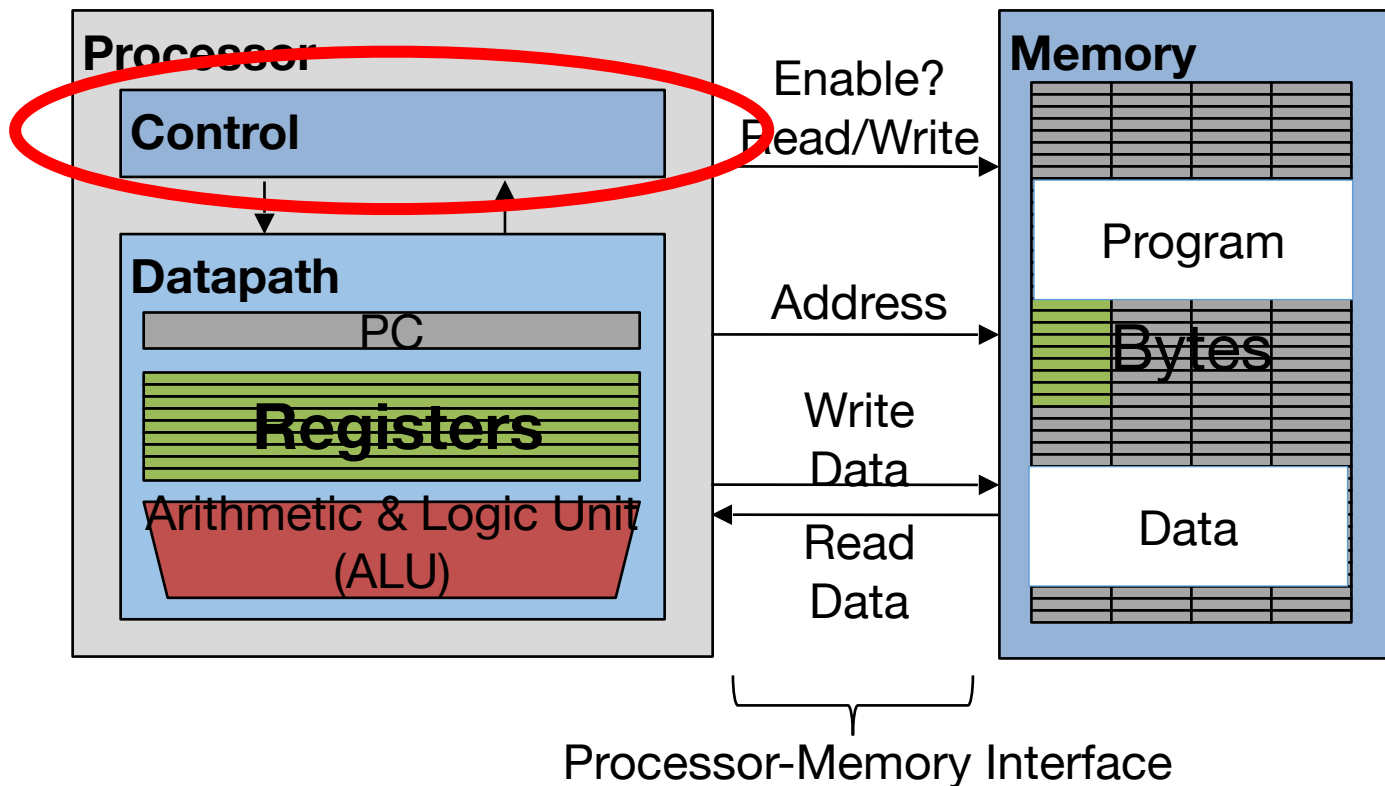 Processor
Control
Datapath
PC
Registers
Arithmetic & Logic Unit
(ALU)
Enable?
Read/Write
Address
Write
Data
Read
Data
Memory
Program
Bytes
Data
Processor-Memory Interface